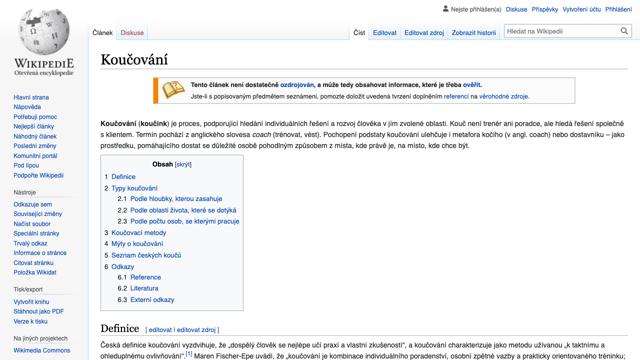 Nejste přihlášen(a) Diskuse Příspěvky Vytvoření účtu Přihlášení
Článek Diskuse Číst Editovat Editovat zdroj Zobrazit historii Hledat na Wikipedii
WIKIPEDIE
Otevřená encyklopedie
Hlavní strana
Nápověda
Potřebuji pomoc
Nejlepší články
Náhodný článek
Poslední změny
Komunitní portál
Pod lípou
Podpořte Wikipedii
Nástroje
Odkazuje sem
Související změny
Načíst soubor
Speciální stránky
Trvalý odkaz
Informace o stránce
Citovat stránku
Položka Wikidat
Tisk/export
Vytvořit knihu
Stáhnout jako PDF
Verze k tisku
Na jiných projektech
Wikimedia Commons
Koučování
Tento článek není dostatečně ozdrojován, a může tedy obsahovat informace, které je třeba ověřit.
Jste-li s popisovaným předmětem seznámeni, pomozte doložit uvedená tvrzení doplněním referencí na věrohodné zdroje.
Koučování (koučink) je proces, podporující hledání individuálních řešení a rozvoj člověka v jím zvolené oblasti. Kouč není trenér ani poradce, ale hledá řešení společně
s klientem. Termín pochází z anglického slovesa coach (trénovat, vést). Pochopení podstaty koučování ulehčuje i metafora kočího (v angl. coach) nebo dostavníku – jako
prostředku, pomáhajícího dostat se důležité osobě pohodlným způsobem z místa, kde právě je, na místo, kde chce být.
Obsah [skrýt]
1 Definice
2 Typy koučování
2.1 Podle hloubky, kterou zasahuje
2.2 Podle oblasti života, které se dotýká
2.3 Podle počtu osob, se kterými pracuje
3 Koučovací metody
4 Mýty o koučování
5 Seznam českých koučů
6 Odkazy
6.1 Reference
6.2 Literatura
6.3 Externí odkazy
Definice [ editovat | editovat zdroj ]
Česká definice koučování vyzdvihuje, že „dospělý člověk se nejlépe učí praxí a vlastní zkušeností“, a koučování charakterizuje jako metodu užívanou „k taktnímu a
ohleduplnému ovlivňování“.[1] Maren Fischer-Epe uvádí, že „koučování je kombinace individuálního poradenství, osobní zpětné vazby a prakticky orientovaného tréninku;